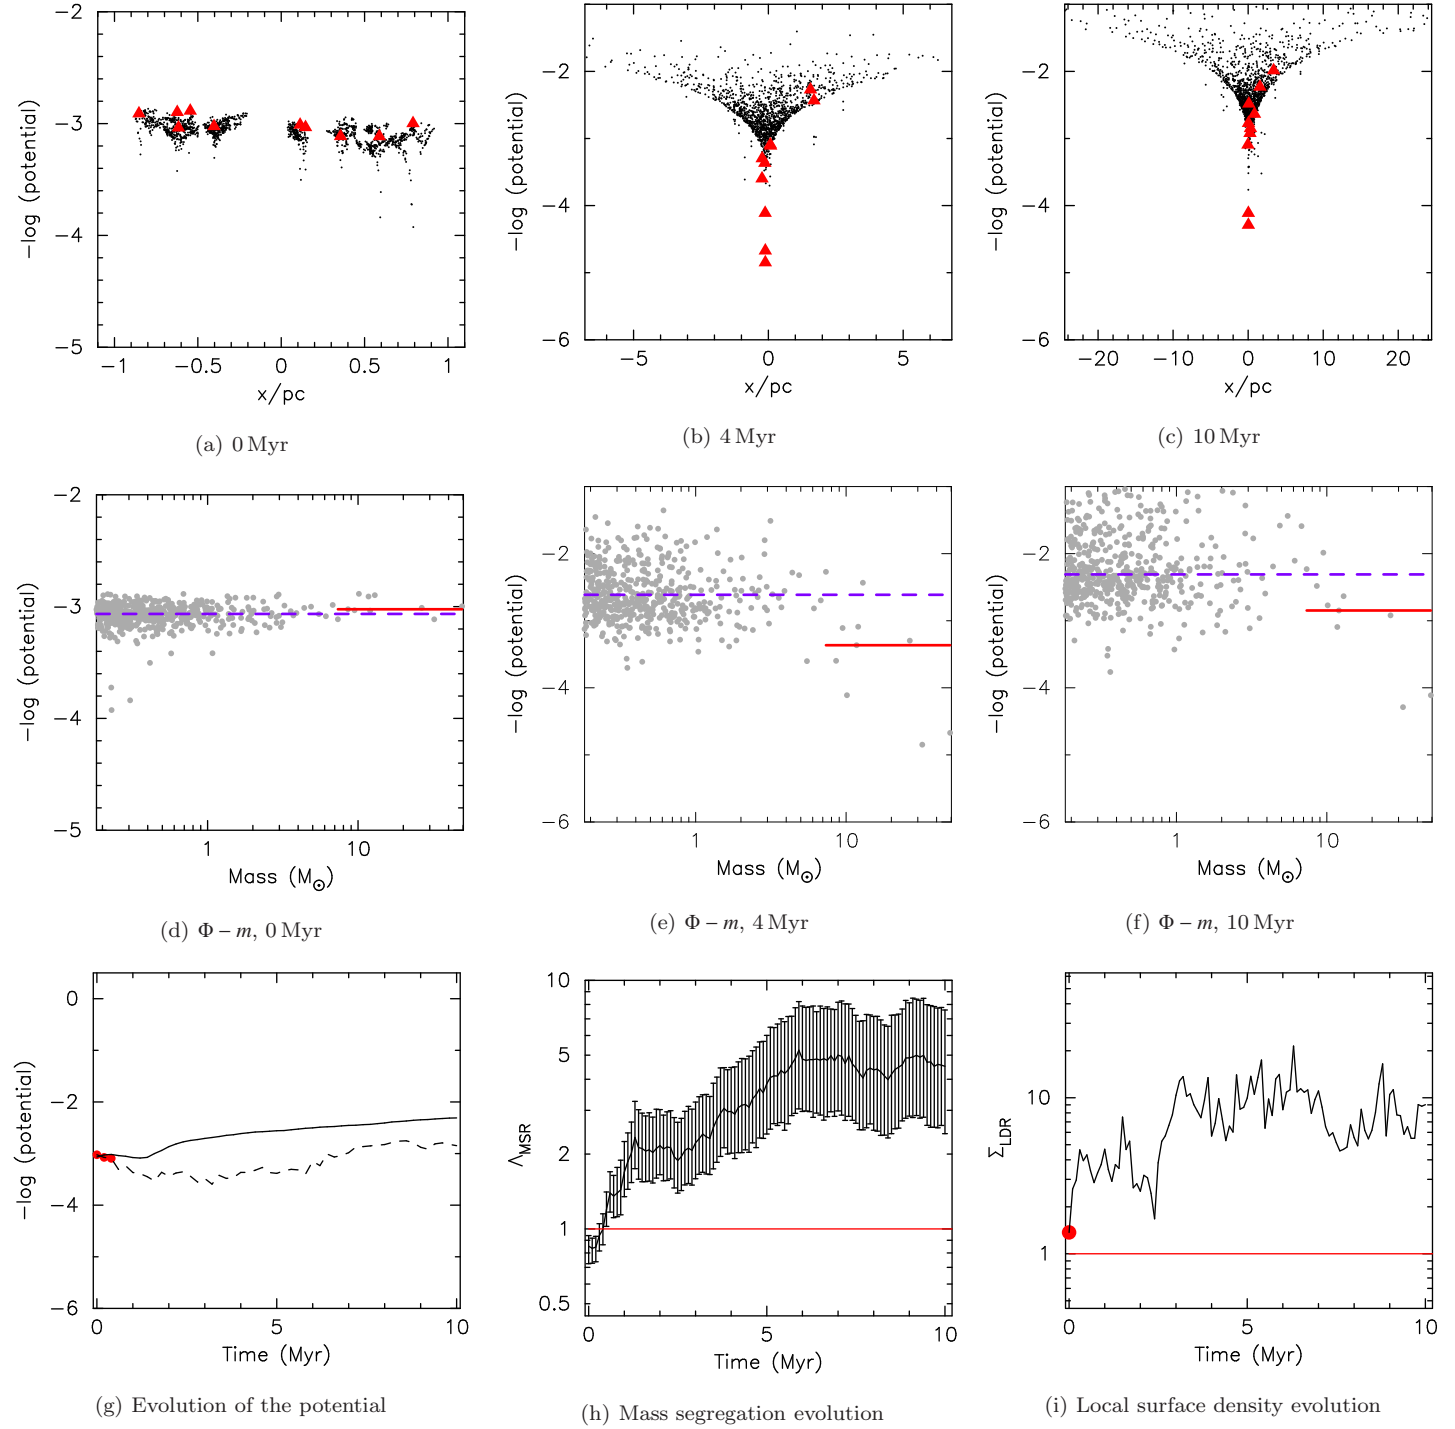 −2
−3
−4
−5
−log (potential)
−1 −0.5 0 0.5 1
x/pc
(a) 0 Myr
−2
−4
−6
−log (potential)
−5 0 5
x/pc
(b) 4 Myr
−2
−4
−6
−log (potential)
−20 −10 0 10 20
x/pc
(c) 10 Myr
−2
−3
−4
−5
−log (potential)
1 10
Mass (M⊙)
(d) Φ – m, 0 Myr
−2
−4
−6
−log (potential)
1 10
Mass (M⊙)
(e) Φ – m, 4 Myr
−2
−4
−6
−log (potential)
1 10
Mass (M⊙)
(f) Φ – m, 10 Myr
0
−2
−4
−6
−log (potential)
0 5 10
Time (Myr)
(g) Evolution of the potential
10
5
2
1
0.5
Λ_MSR
0 5 10
Time (Myr)
(h) Mass segregation evolution
10
1
Σ_LDR
0 5 10
Time (Myr)
(i) Local surface density evolution